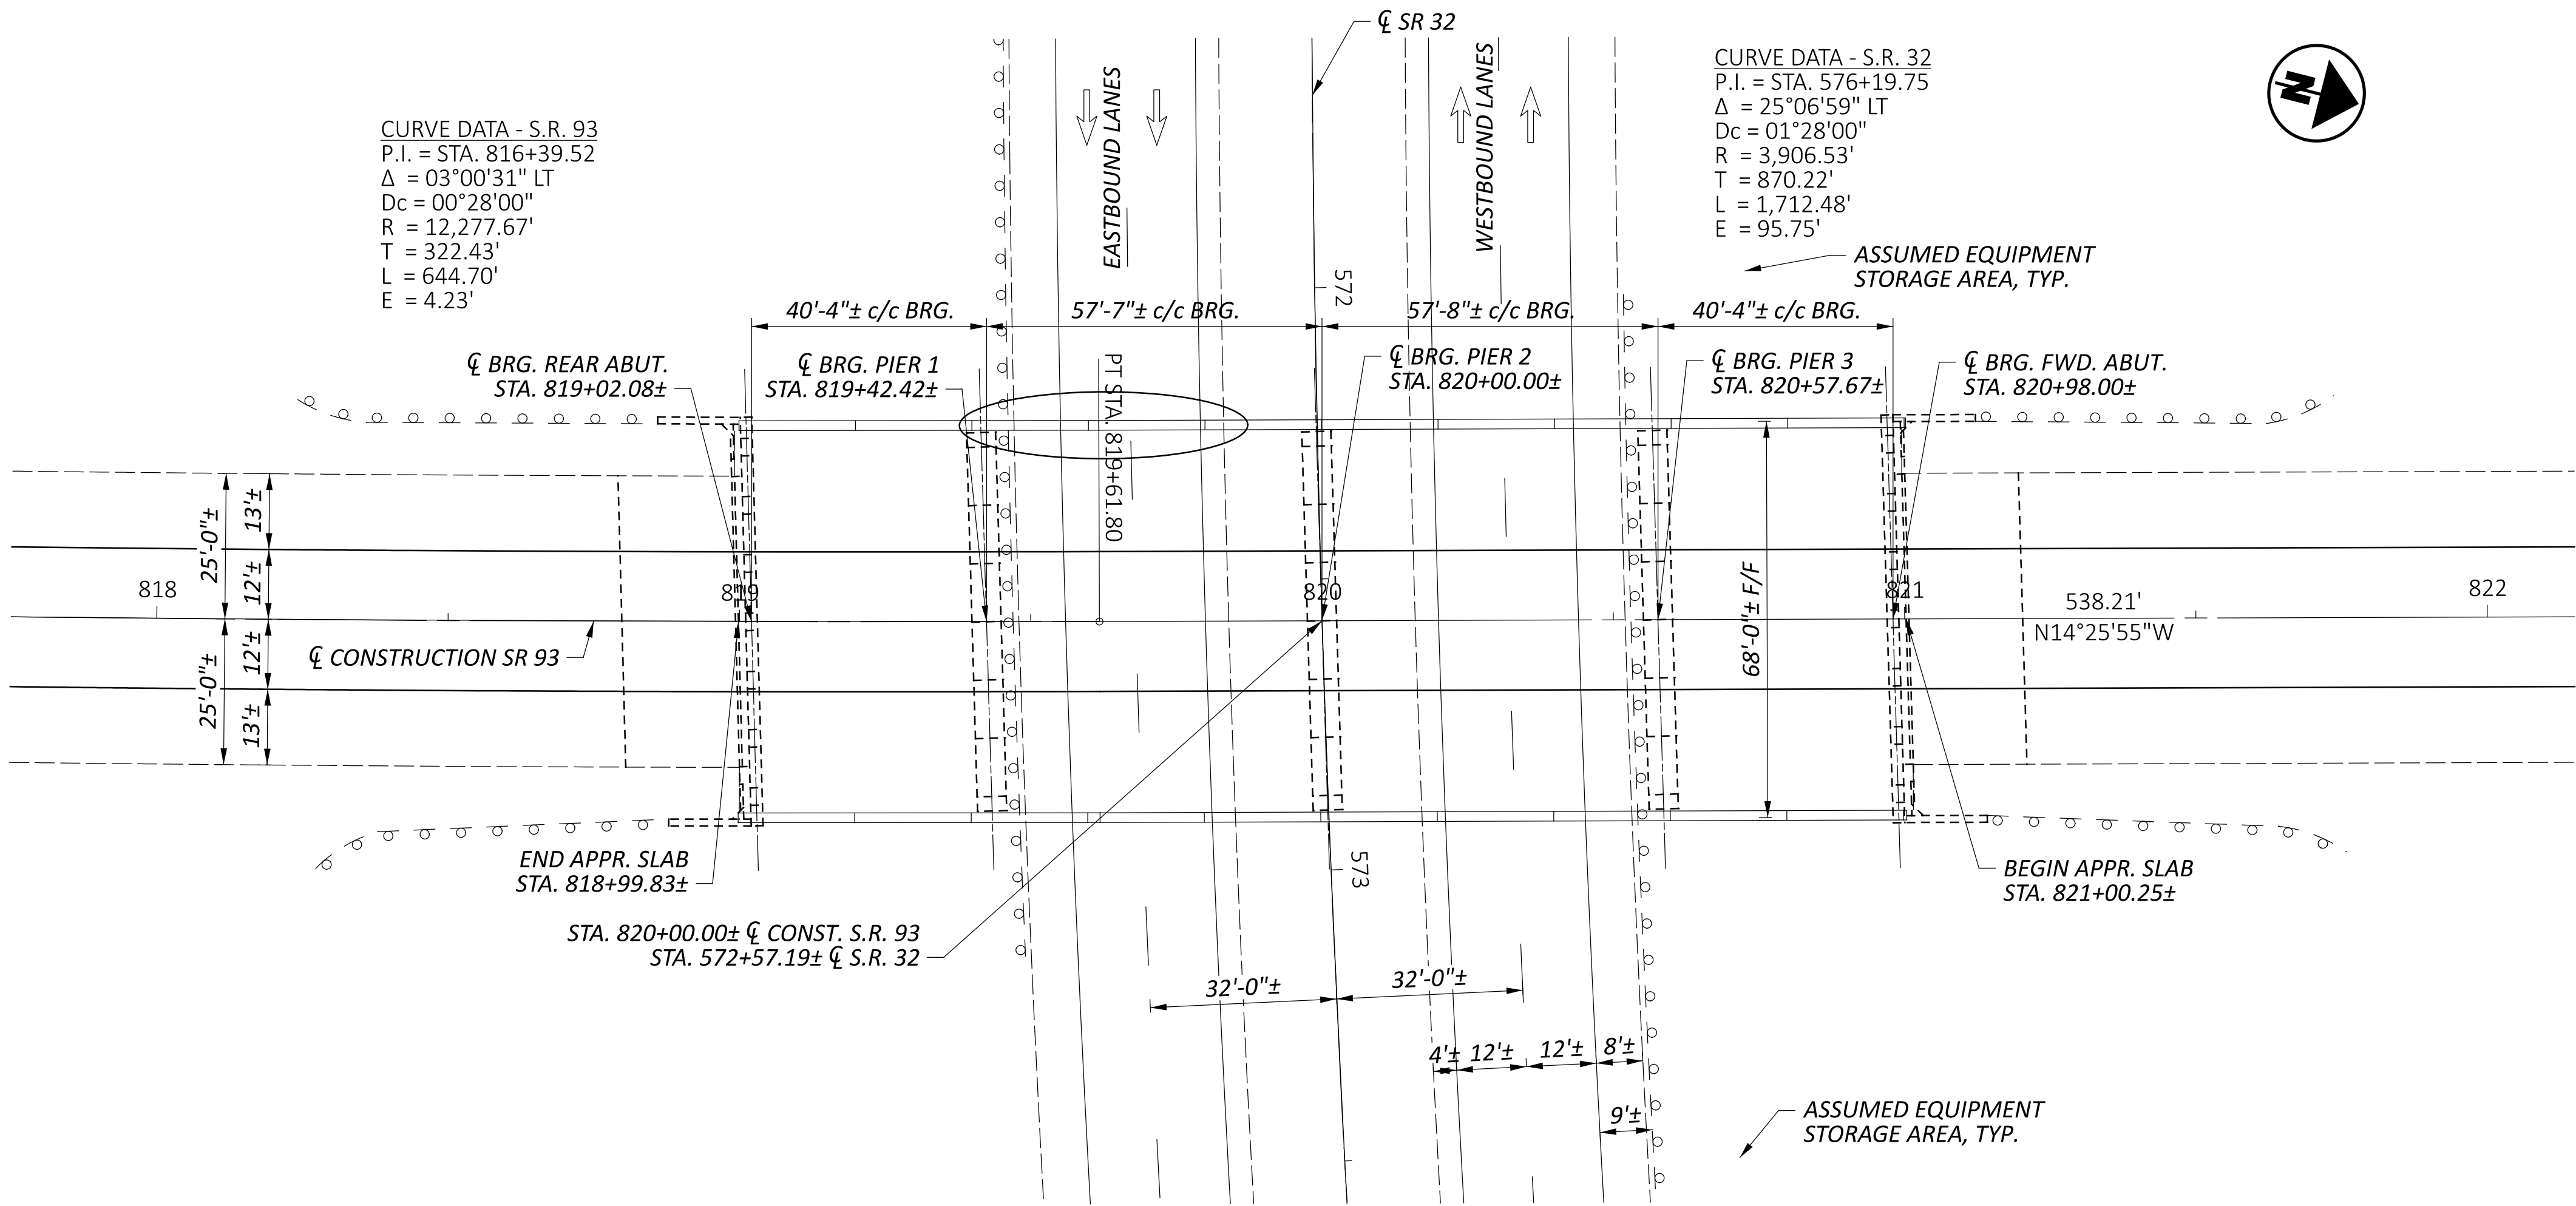 ℄ SR 32
CURVE DATA - S.R. 93
P.I. = STA. 816+39.52
Δ = 03°00'31" LT
Dc = 00°28'00"
R = 12,277.67'
T = 322.43'
L = 644.70'
E = 4.23'
EASTBOUND LANES
WESTBOUND LANES
CURVE DATA - S.R. 32
P.I. = STA. 576+19.75
Δ = 25°06'59" LT
Dc = 01°28'00"
R = 3,906.53'
T = 870.22'
L = 1,712.48'
E = 95.75'
N
ASSUMED EQUIPMENT
STORAGE AREA, TYP.
572
40'-4"± c/c BRG.
57'-7"± c/c BRG.
57'-8"± c/c BRG.
40'-4"± c/c BRG.
℄ BRG. REAR ABUT.
STA. 819+02.08±
℄ BRG. PIER 1
STA. 819+42.42±
PT STA. 819+61.80
℄ BRG. PIER 2
STA. 820+00.00±
℄ BRG. PIER 3
STA. 820+57.67±
℄ BRG. FWD. ABUT.
STA. 820+98.00±
25'-0"±
13'±
12'±
25'-0"±
12'±
13'±
818
819
820
821
822
68'-0"± F/F
538.21'
N14°25'55"W
℄ CONSTRUCTION SR 93
END APPR. SLAB
STA. 818+99.83±
573
BEGIN APPR. SLAB
STA. 821+00.25±
STA. 820+00.00± ℄ CONST. S.R. 93
STA. 572+57.19± ℄ S.R. 32
32'-0"±
32'-0"±
4'±
12'±
12'±
8'±
9'±
ASSUMED EQUIPMENT
STORAGE AREA, TYP.